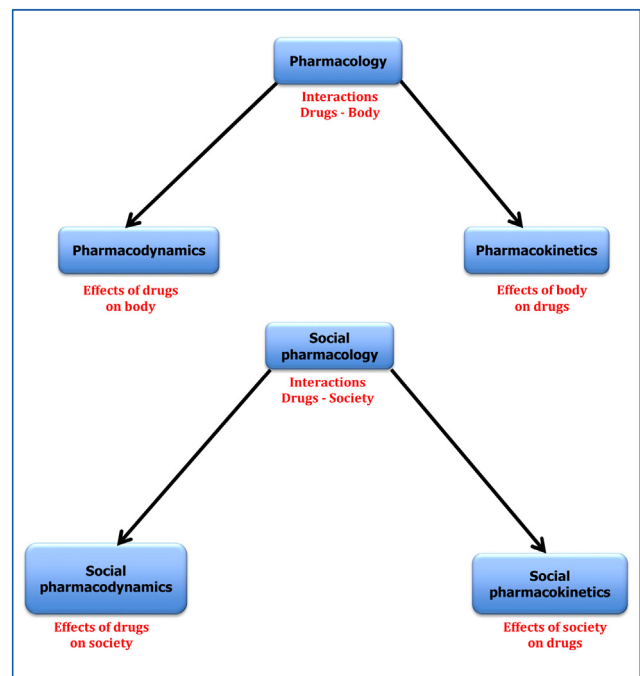 Pharmacology
Interactions
Drugs - Body
Pharmacodynamics
Effects of drugs
on body
Pharmacokinetics
Effects of body
on drugs
Social
pharmacology
Interactions
Drugs - Society
Social
pharmacodynamics
Effects of drugs
on society
Social
pharmacokinetics
Effects of society
on drugs